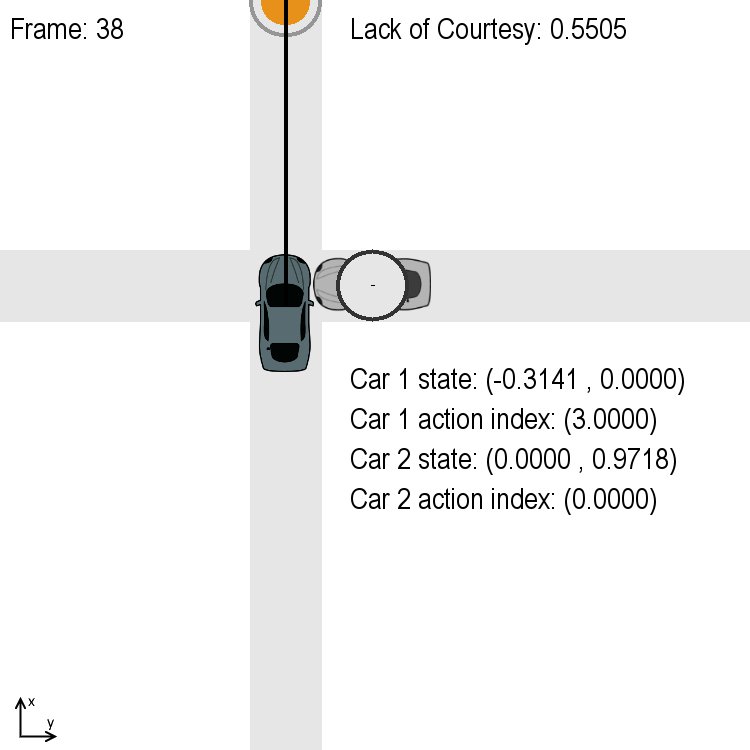 Frame: 38
Lack of Courtesy: 0.5505
Car 1 state: (-0.3141 , 0.0000)
Car 1 action index: (3.0000)
Car 2 state: (0.0000 , 0.9718)
Car 2 action index: (0.0000)
x
y